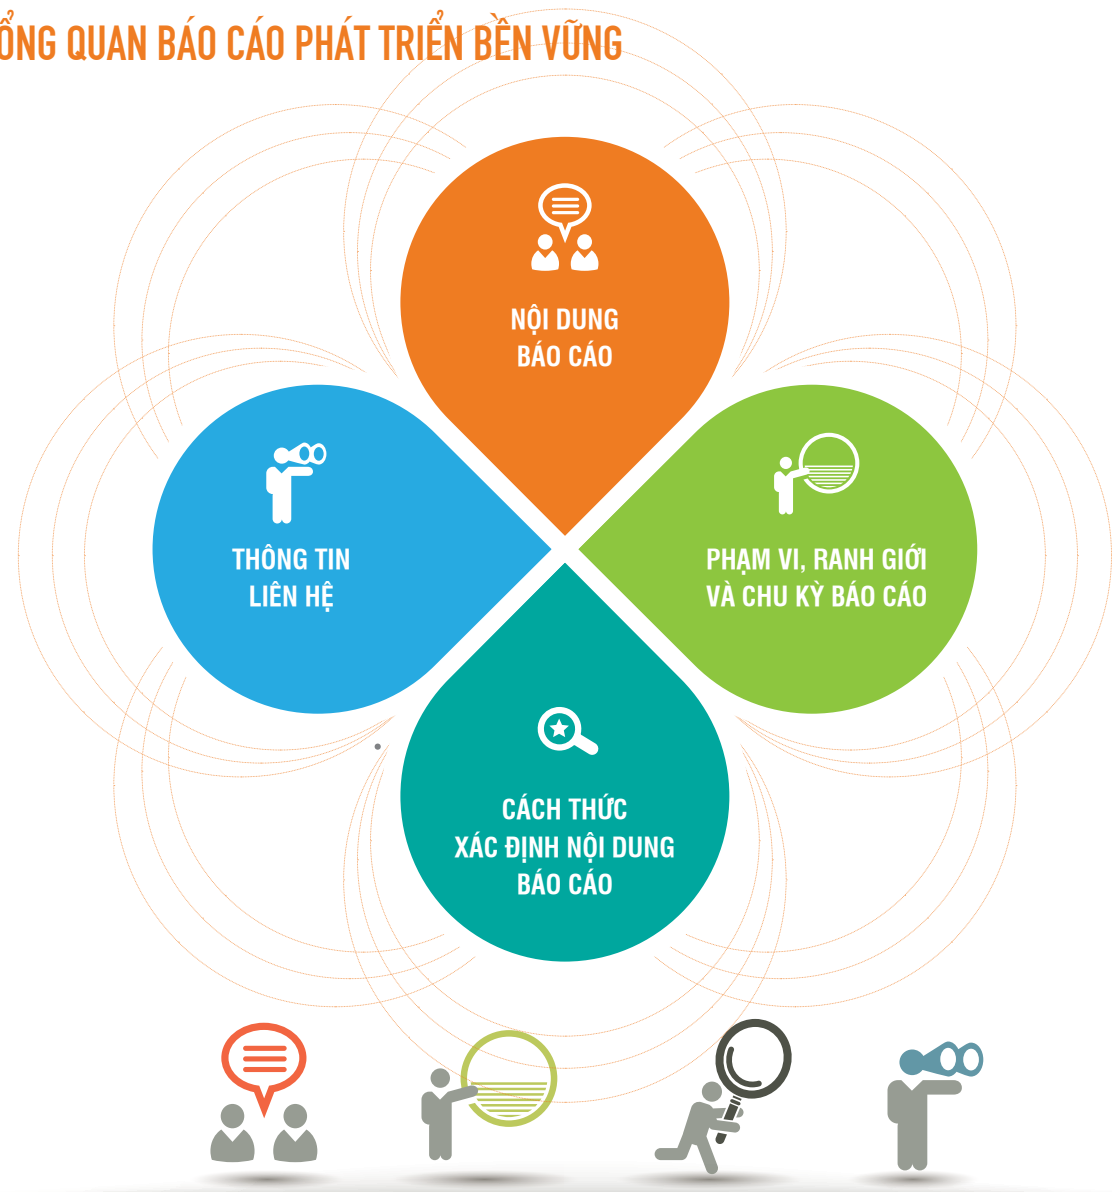 ỔNG QUAN BÁO CÁO PHÁT TRIỂN BỀN VỮNG
NỘI DUNG
BÁO CÁO
THÔNG TIN
LIÊN HỆ
PHẠM VI, RANH GIỚI
VÀ CHU KỲ BÁO CÁO
CÁCH THỨC
XÁC ĐỊNH NỘI DUNG
BÁO CÁO